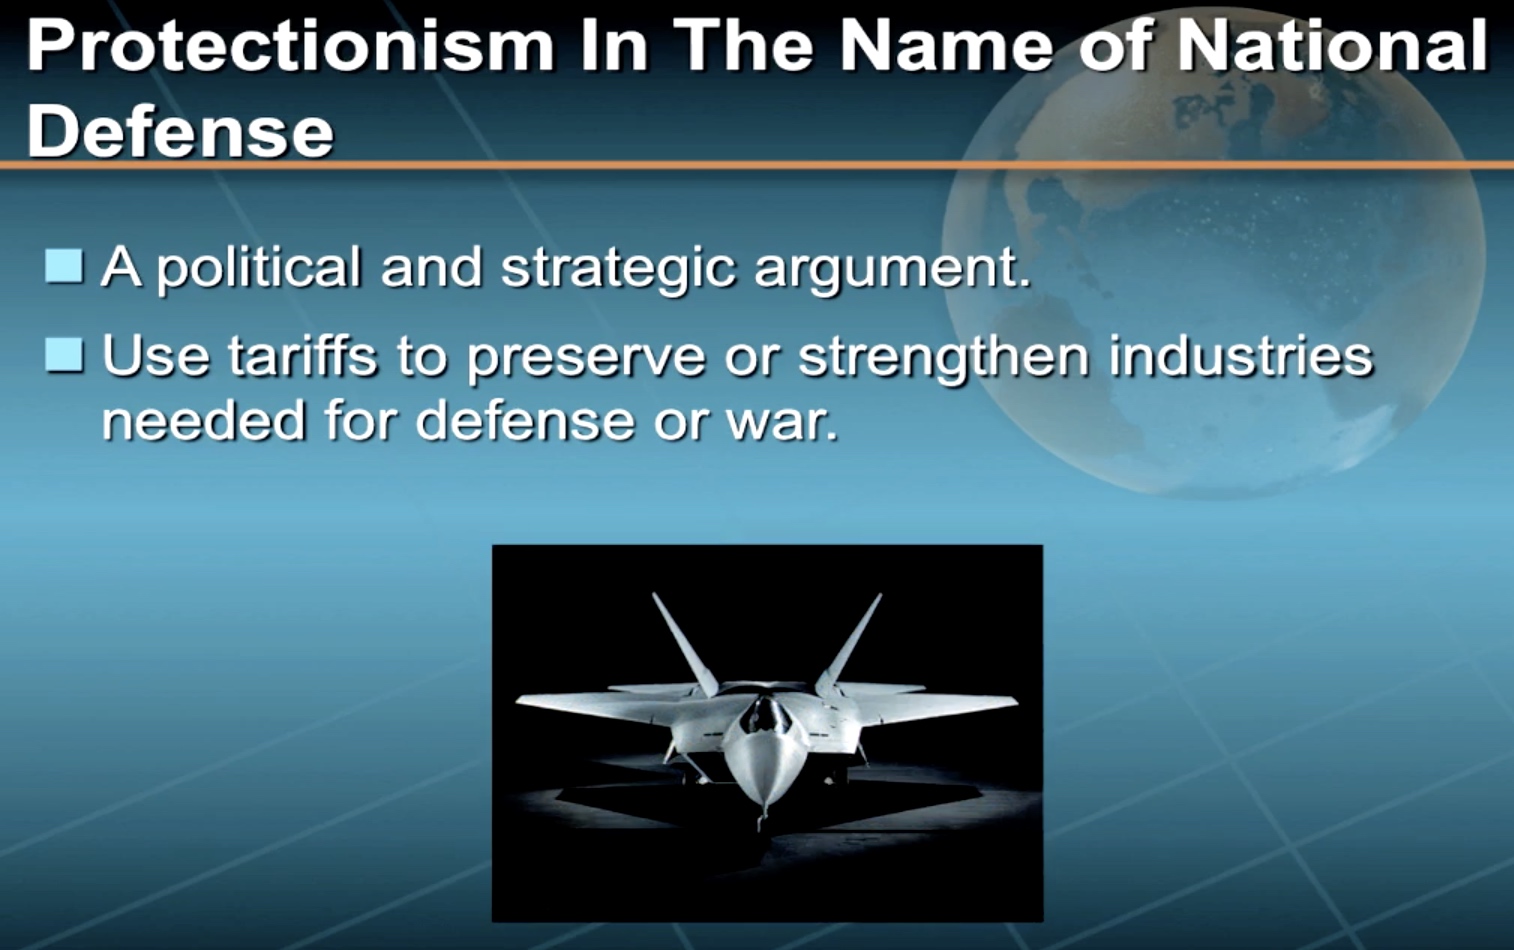 Protectionism In The Name of National
Defense
A political and strategic argument.
Use tariffs to preserve or strengthen industries
needed for defense or war.